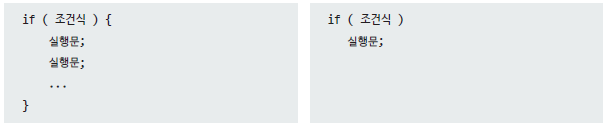 if ( 조건식 ) {
실행문;
실행문;
...
}
if ( 조건식 )
실행문;